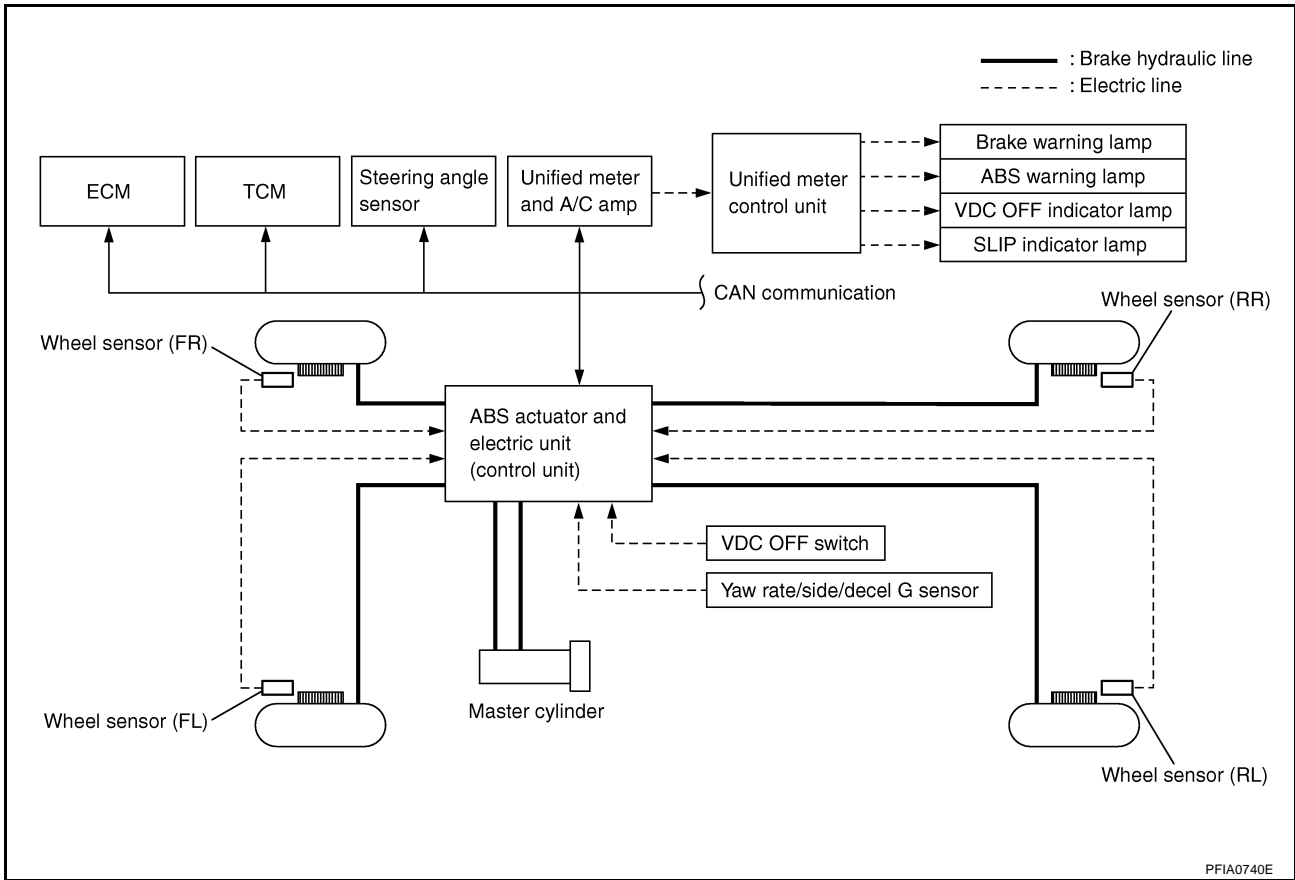 : Brake hydraulic line
: Electric line
ECM
TCM
Steering angle
sensor
Unified meter
and A/C amp
Unified meter
control unit
Brake warning lamp
ABS warning lamp
VDC OFF indicator lamp
SLIP indicator lamp
CAN communication
Wheel sensor (FR)
Wheel sensor (RR)
ABS actuator and
electric unit
(control unit)
VDC OFF switch
Yaw rate/side/decel G sensor
Master cylinder
Wheel sensor (FL)
Wheel sensor (RL)
PFIA0740E